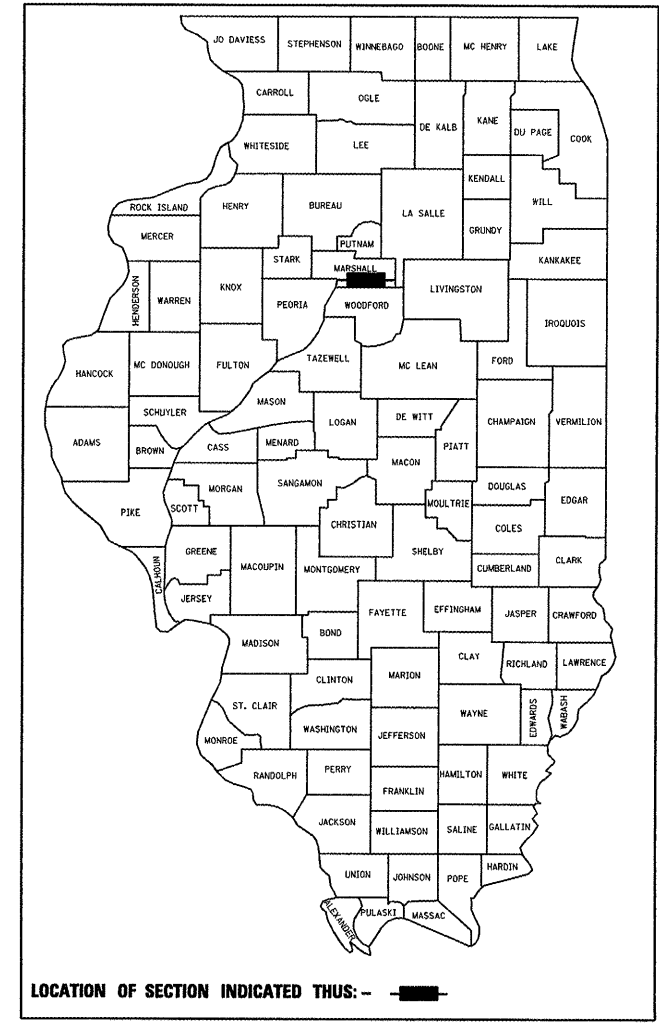 JO DAVIESS
STEPHENSON
WINNEBAGO
BOONE
MC HENRY
LAKE
CARROLL
OGLE
DE KALB
KANE
DU PAGE
COOK
WHITESIDE
LEE
KENDALL
WILL
ROCK ISLAND
HENRY
BUREAU
LA SALLE
GRUNDY
MERCER
PUTNAM
KANKAKEE
STARK
MARSHALL
HENDERSON
WARREN
KNOX
PEORIA
WOODFORD
LIVINGSTON
IROQUOIS
HANCOCK
MC DONOUGH
FULTON
TAZEWELL
MC LEAN
FORD
SCHUYLER
MASON
LOGAN
DE WITT
CHAMPAIGN
VERMILION
ADAMS
BROWN
CASS
MENARD
MACON
PIATT
PIKE
SCOTT
MORGAN
SANGAMON
CHRISTIAN
MOULTRIE
DOUGLAS
EDGAR
COLES
CALHOUN
GREENE
MACOUPIN
MONTGOMERY
SHELBY
CUMBERLAND
CLARK
JERSEY
FAYETTE
EFFINGHAM
JASPER
CRAWFORD
MADISON
BOND
CLAY
RICHLAND
LAWRENCE
CLINTON
MARION
ST. CLAIR
WAYNE
EDWARDS
WABASH
MONROE
WASHINGTON
JEFFERSON
RANDOLPH
PERRY
FRANKLIN
HAMILTON
WHITE
JACKSON
WILLIAMSON
SALINE
GALLATIN
UNION
JOHNSON
POPE
HARDIN
ALEXANDER
PULASKI
MASSAC
LOCATION OF SECTION INDICATED THUS:-